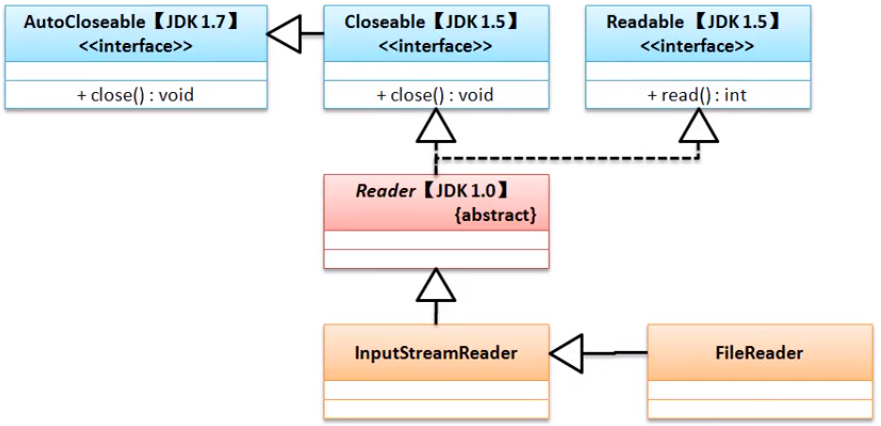 AutoCloseable【JDK 1.7】
<<interface>>
+ close() : void
Closeable【JDK 1.5】
<<interface>>
+ close() : void
Readable【JDK 1.5】
<<interface>>
+ read() : int
Reader【JDK 1.0】
{abstract}
InputStreamReader
FileReader